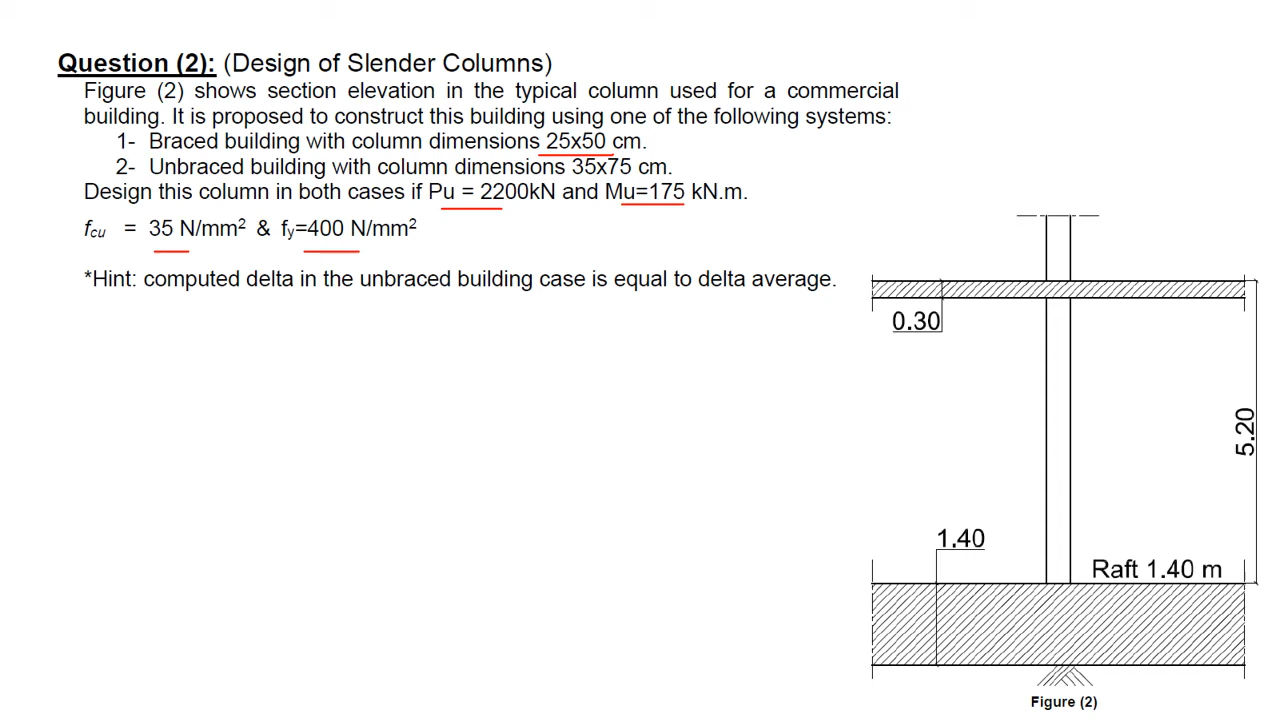 Question (2): (Design of Slender Columns)
Figure (2) shows section elevation in the typical column used for a commercial
building. It is proposed to construct this building using one of the following systems:
1- Braced building with column dimensions 25x50 cm.
2- Unbraced building with column dimensions 35x75 cm.
Design this column in both cases if Pu = 2200kN and Mu=175 kN.m.
fcu = 35 N/mm² & fy=400 N/mm²
*Hint: computed delta in the unbraced building case is equal to delta average.
0.30
5.20
1.40
Raft 1.40 m
Figure (2)